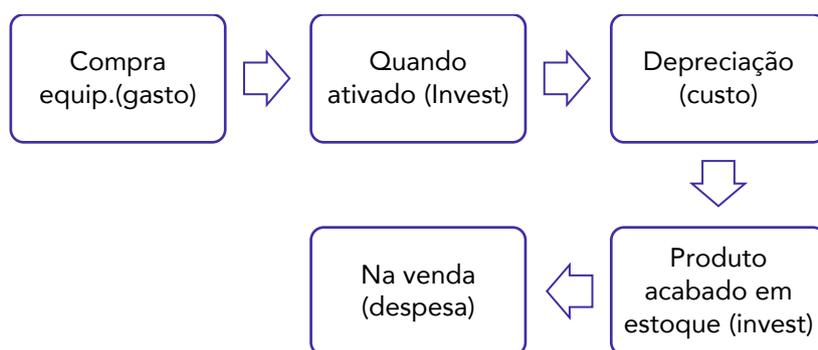 Compra
equip.(gasto)
Quando
ativado (Invest)
Depreciação
(custo)
Produto
acabado em
estoque (invest)
Na venda
(despesa)